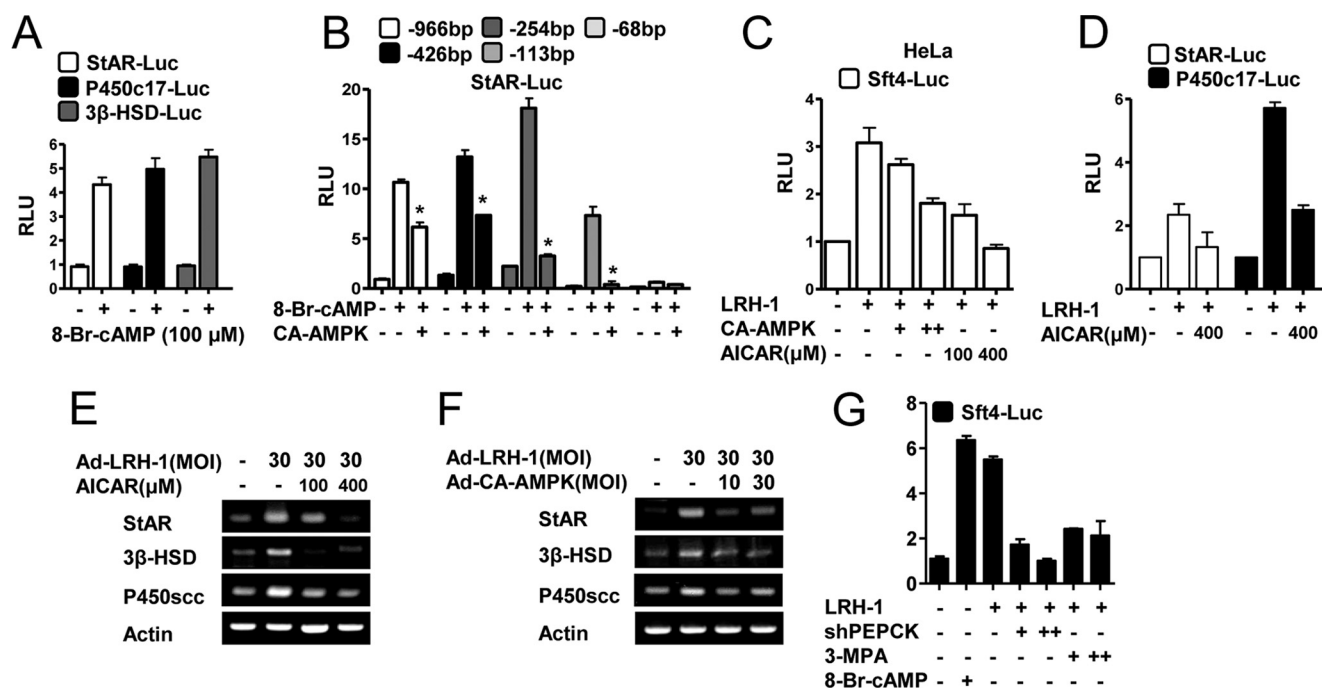 A
StAR-Luc
P450c17-Luc
3β-HSD-Luc
RLU
6
5
4
3
2
1
0
- + - + - +
8-Br-cAMP (100 μM)
B
-966bp -254bp -68bp
-426bp -113bp
StAR-Luc
RLU
20
15
10
5
0
* * * *
8-Br-cAMP - + + - + + - + + - + + - + +
CA-AMPK - - + - - + - - + - - + - - +
C
HeLa
Sft4-Luc
RLU
4
3
2
1
0
LRH-1 - + + + + +
CA-AMPK - - + ++ - -
AICAR(μM) - - - - 100 400
D
StAR-Luc
P450c17-Luc
RLU
6
4
2
0
LRH-1 - + + - + +
AICAR(μM) - - 400 - - 400
E
Ad-LRH-1(MOI) - 30 30 30
AICAR(μM) - - 100 400
StAR
3β-HSD
P450scc
Actin
F
Ad-LRH-1(MOI) - 30 30 30
Ad-CA-AMPK(MOI) - - 10 30
StAR
3β-HSD
P450scc
Actin
G
Sft4-Luc
RLU
8
6
4
2
0
LRH-1 - - + + + + +
shPEPCK - - - + ++ - -
3-MPA - - - - - + ++
8-Br-cAMP - + - - - - -